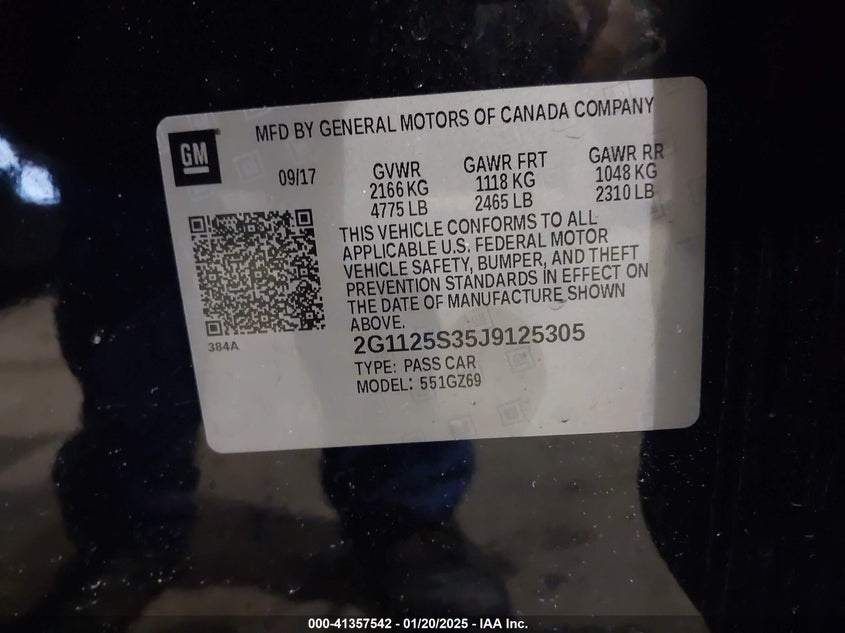 MFD BY GENERAL MOTORS OF CANADA COMPANY
GM
09/17
GVWR
2166 KG
4775 LB
GAWR FRT
1118 KG
2465 LB
GAWR RR
1048 KG
2310 LB
THIS VEHICLE CONFORMS TO ALL
APPLICABLE U.S. FEDERAL MOTOR
VEHICLE SAFETY, BUMPER, AND THEFT
PREVENTION STANDARDS IN EFFECT ON
THE DATE OF MANUFACTURE SHOWN
ABOVE.
384A
2G1125S35J9125305
TYPE: PASS CAR
MODEL: 551GZ69
000-41357542 - 01/20/2025 - IAA Inc.